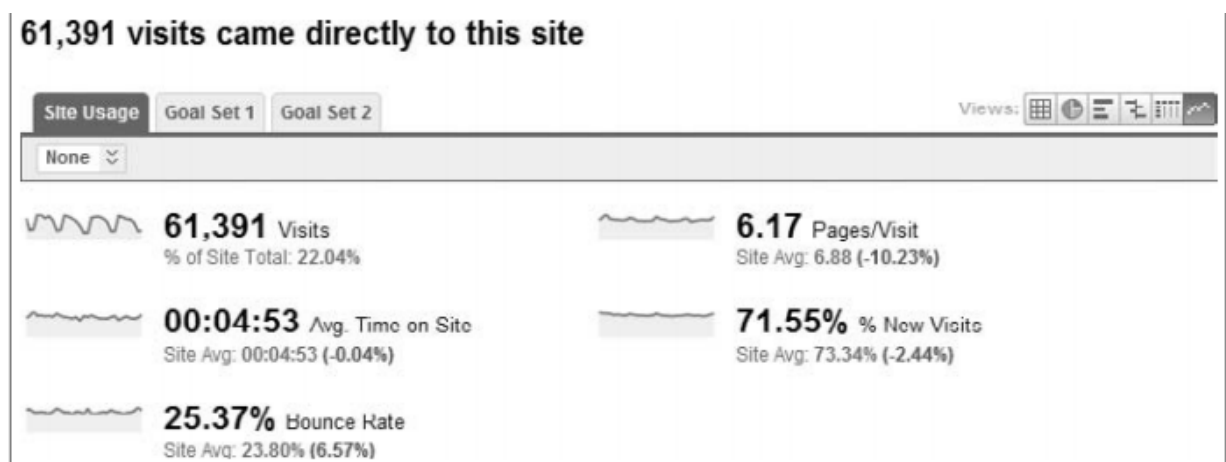 61,391 visits came directly to this site
Site Usage Goal Set 1 Goal Set 2 Views:
None
61,391 Visits
% of Site Total: 22.04%
6.17 Pages/Visit
Site Avg: 6.88 (-10.23%)
00:04:53 Avg. Time on Site
Site Avg: 00:04:53 (-0.04%)
71.55% % New Visits
Site Avg: 73.34% (-2.44%)
25.37% Bounce Rate
Site Avg: 23.80% (6.57%)